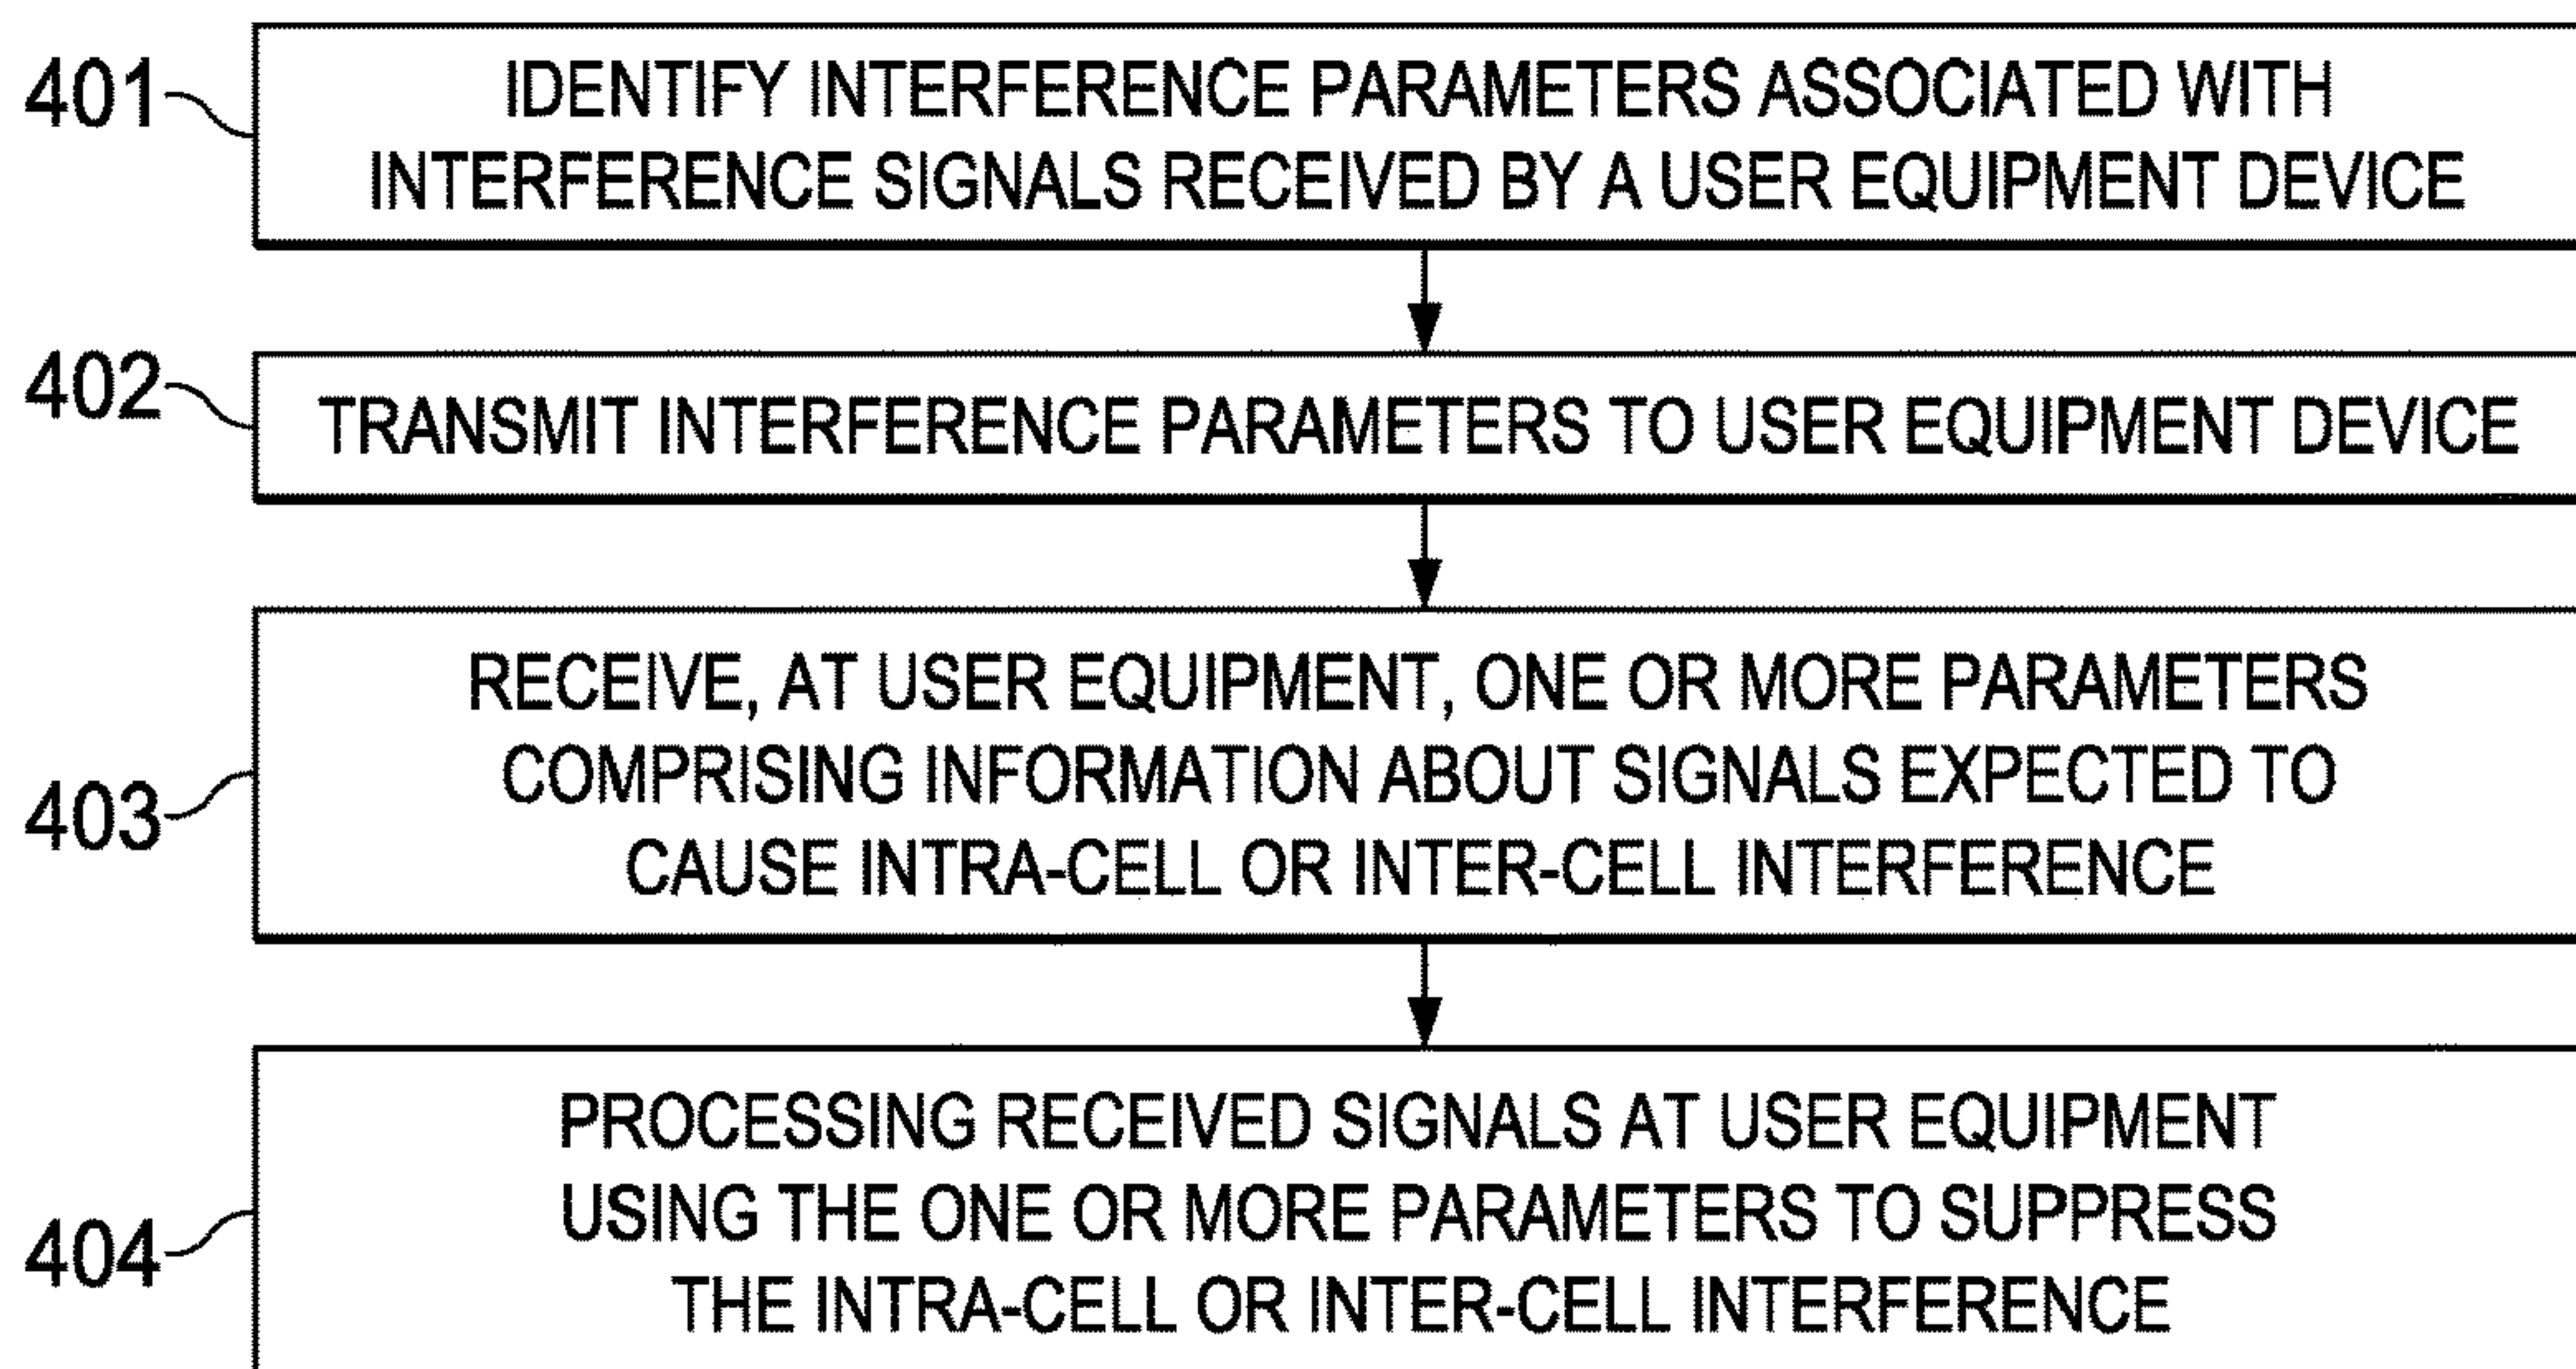 401
IDENTIFY INTERFERENCE PARAMETERS ASSOCIATED WITH
INTERFERENCE SIGNALS RECEIVED BY A USER EQUIPMENT DEVICE
402
TRANSMIT INTERFERENCE PARAMETERS TO USER EQUIPMENT DEVICE
403
RECEIVE, AT USER EQUIPMENT, ONE OR MORE PARAMETERS
COMPRISING INFORMATION ABOUT SIGNALS EXPECTED TO
CAUSE INTRA-CELL OR INTER-CELL INTERFERENCE
404
PROCESSING RECEIVED SIGNALS AT USER EQUIPMENT
USING THE ONE OR MORE PARAMETERS TO SUPPRESS
THE INTRA-CELL OR INTER-CELL INTERFERENCE